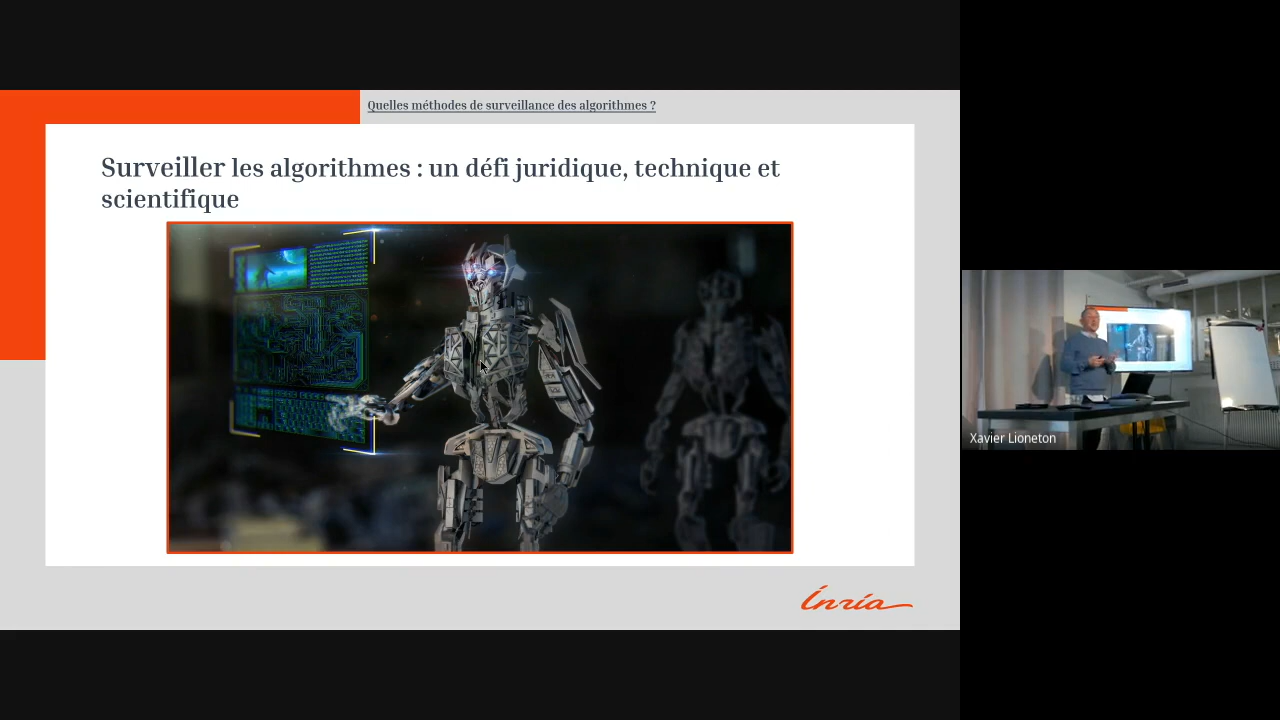 Quelles méthodes de surveillance des algorithmes ?
Surveiller les algorithmes : un défi juridique, technique et
scientifique
Inria
Xavier Lioneton